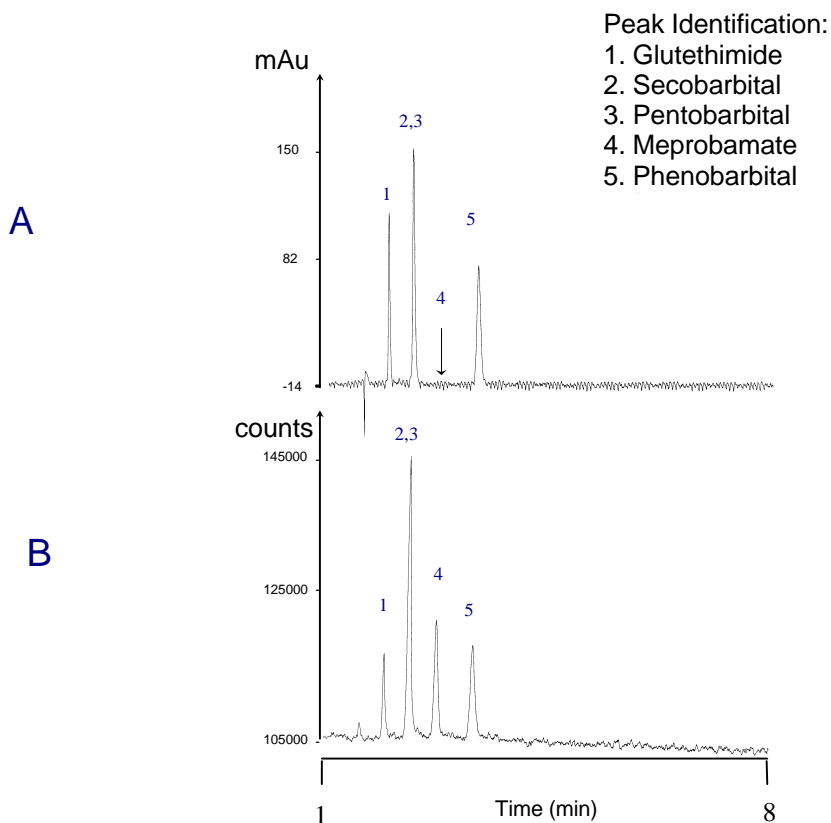 Peak Identification:
1. Glutethimide
2. Secobarbital
3. Pentobarbital
4. Meprobamate
5. Phenobarbital
mAu
2,3
150
1
A
5
82
4
-14
counts
2,3
145000
B
4
125000
1
5
105000
1
Time (min)
8